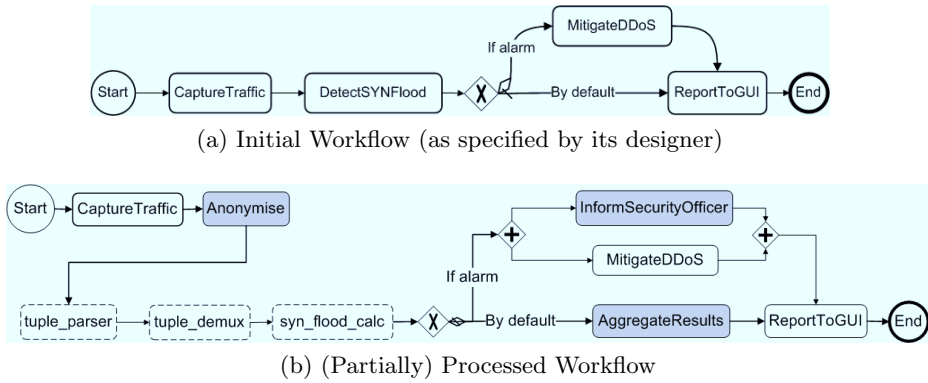 MitigateDDoS
If alarm
Start
CaptureTraffic
DetectSYNFlood
X
By default
ReportToGUI
End
(a) Initial Workflow (as specified by its designer)
Start
CaptureTraffic
Anonymise
InformSecurityOfficer
+
+
MitigateDDoS
If alarm
tuple_parser
tuple_demux
syn_flood_calc
X
By default
AggregateResults
ReportToGUI
End
(b) (Partially) Processed Workflow